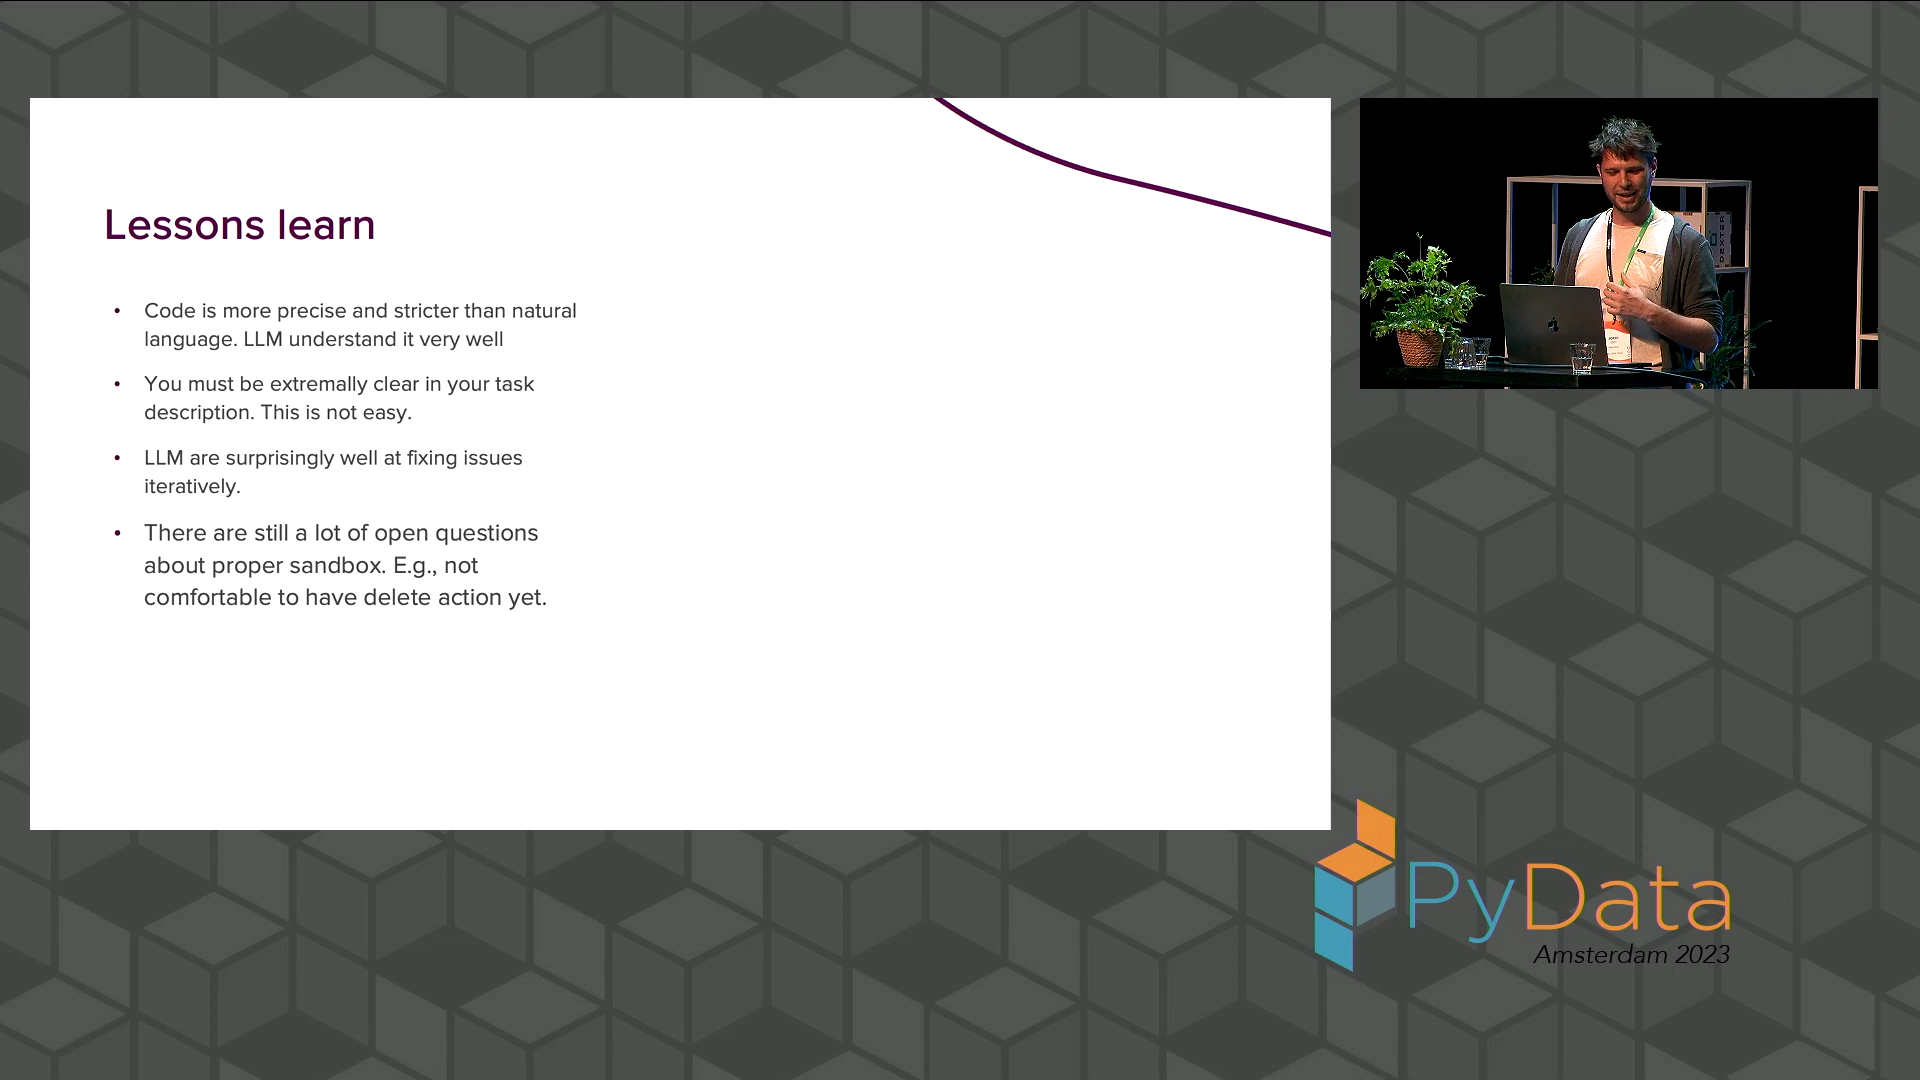 Lessons learn
• Code is more precise and stricter than natural
language. LLM understand it very well
• You must be extremally clear in your task
description. This is not easy.
• LLM are surprisingly well at fixing issues
iteratively.
• There are still a lot of open questions
about proper sandbox. E.g., not
comfortable to have delete action yet.
PyData
Amsterdam 2023